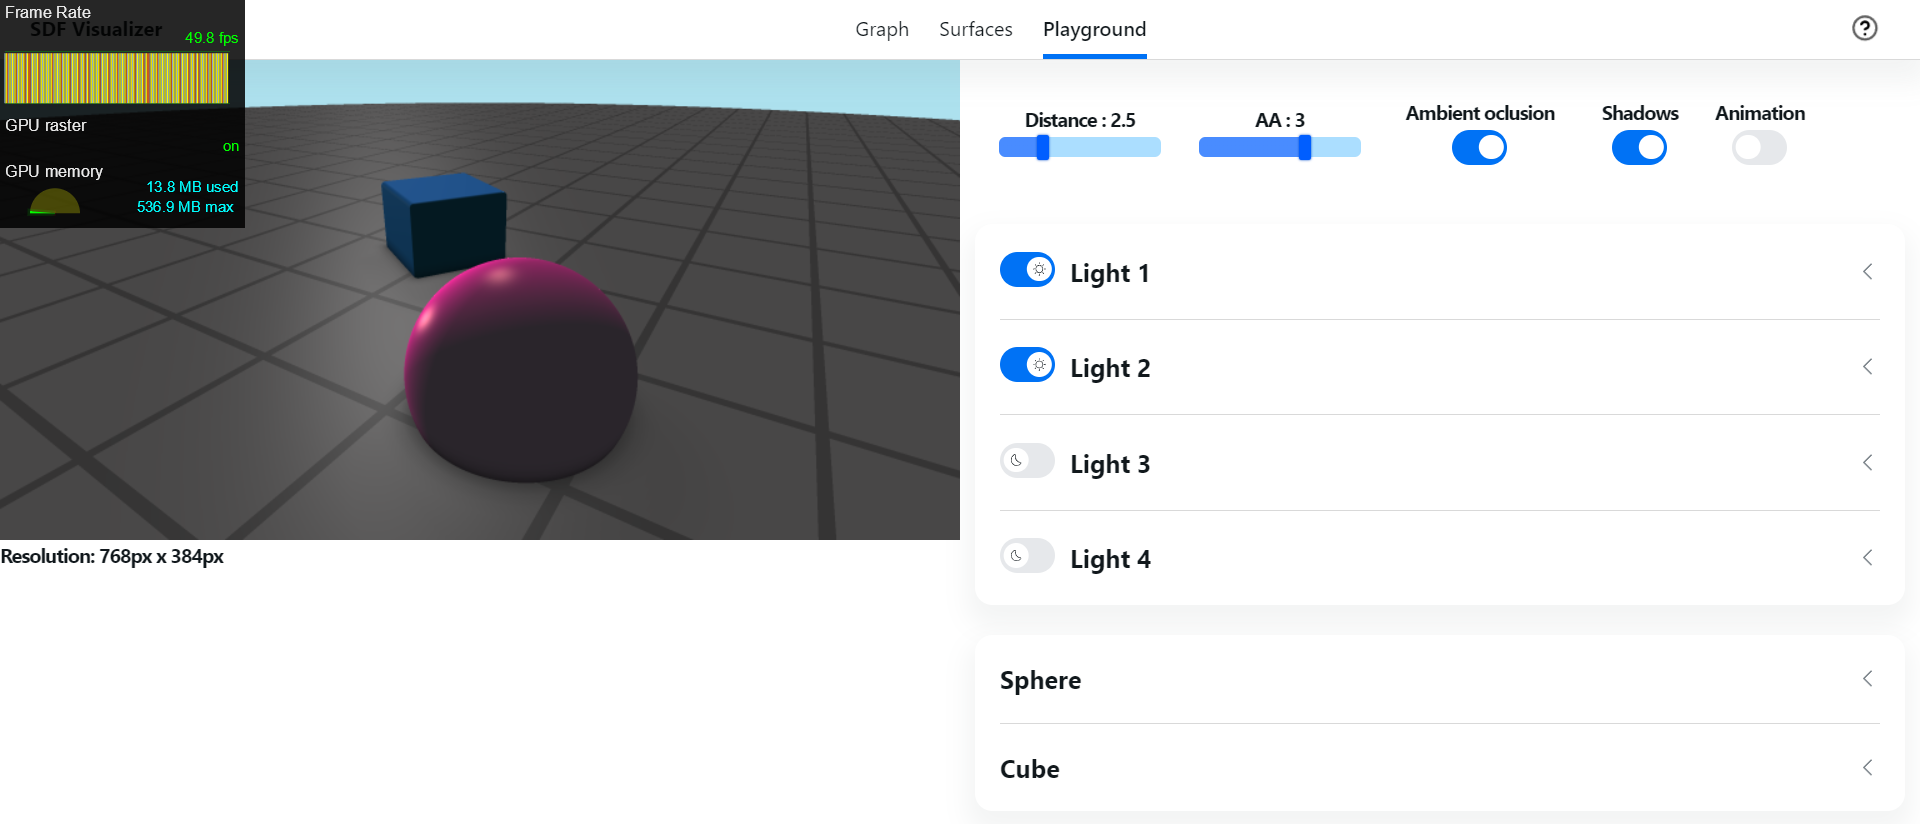 Frame Rate
SDF Visualizer
49.8 fps
GPU raster
on
GPU memory
13.8 MB used
536.9 MB max
Graph Surfaces Playground
Distance : 2.5
AA : 3
Ambient oclusion
Shadows
Animation
Light 1
Light 2
Light 3
Light 4
Resolution: 768px x 384px
Sphere
Cube